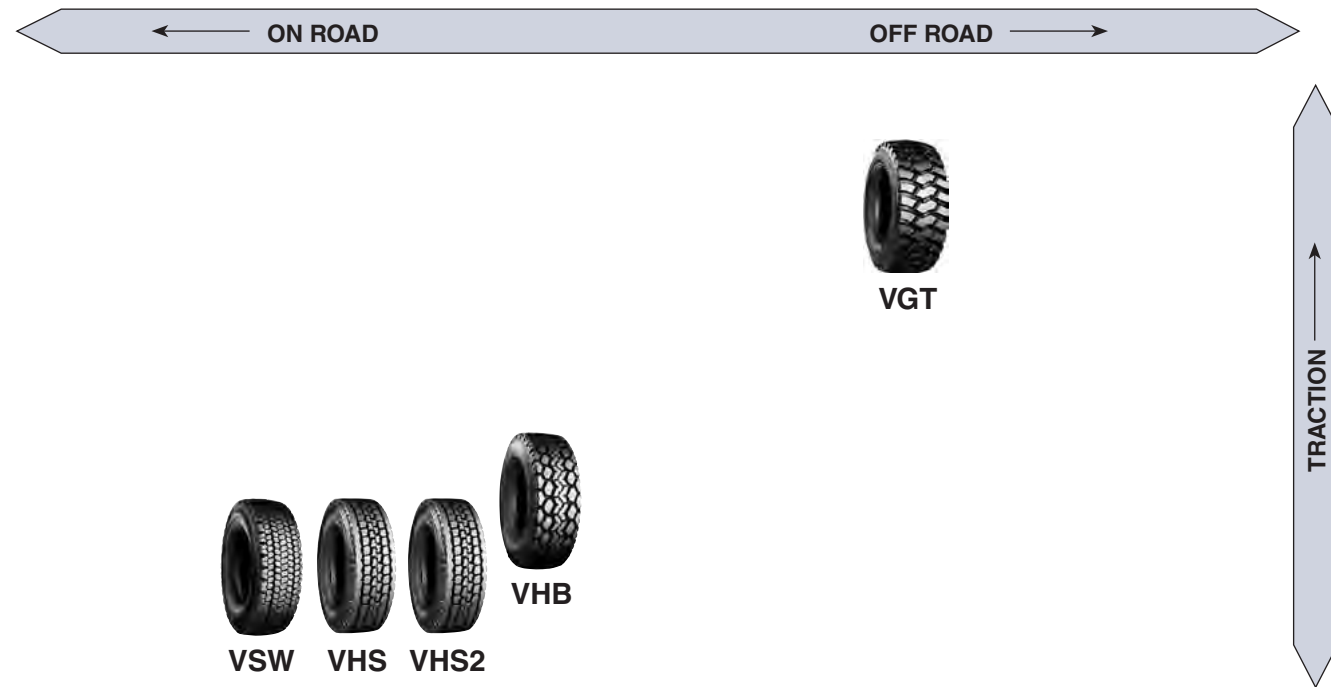 ON ROAD
OFF ROAD
TRACTION
VGT
VHB
VSW
VHS
VHS2